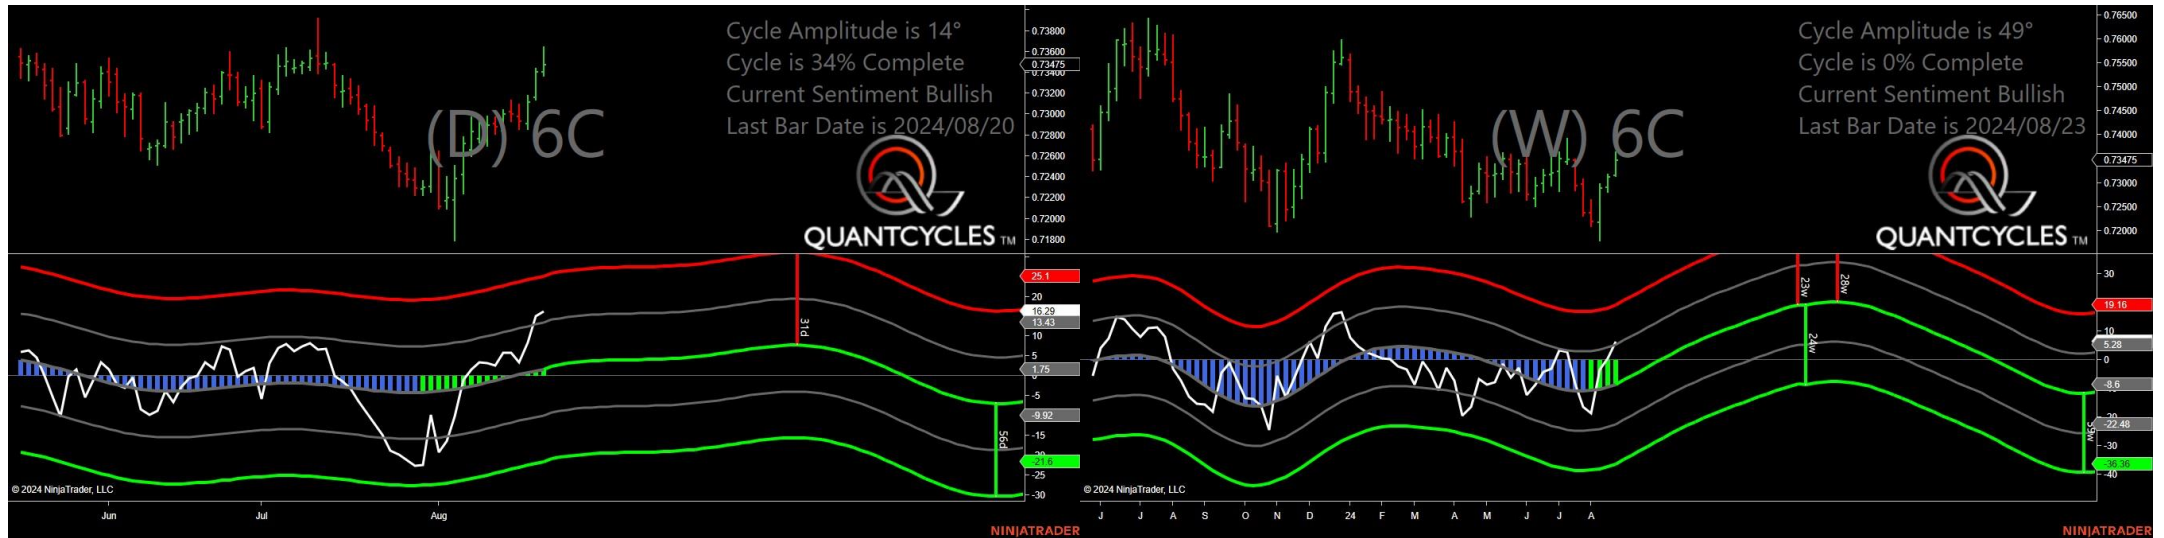 Cycle Amplitude is 14°
Cycle is 34% Complete
Current Sentiment Bullish
Last Bar Date is 2024/08/20
(D) 6C
QUANTCYCLES TM
0.73800
0.73600
0.73475
0.73400
0.73200
0.73000
0.72800
0.72600
0.72400
0.72200
0.72000
0.71800
25.1
20
16.29
13.43
10
5
1.75
0
-5
-9.92
-15
-21.6
-25
-30
31d
56d
© 2024 NinjaTrader, LLC
Jun Jul Aug
NINJATRADER
Cycle Amplitude is 49°
Cycle is 0% Complete
Current Sentiment Bullish
Last Bar Date is 2024/08/23
(W) 6C
QUANTCYCLES TM
0.76500
0.76000
0.75500
0.75000
0.74500
0.74000
0.73475
0.73000
0.72500
0.72000
30
19.16
10
5.28
0
-8.6
-20
-22.48
-30
-36.36
-40
23w
28w
24w
© 2024 NinjaTrader, LLC
J J A S O N D 24 F M A M J J A
NINJATRADER